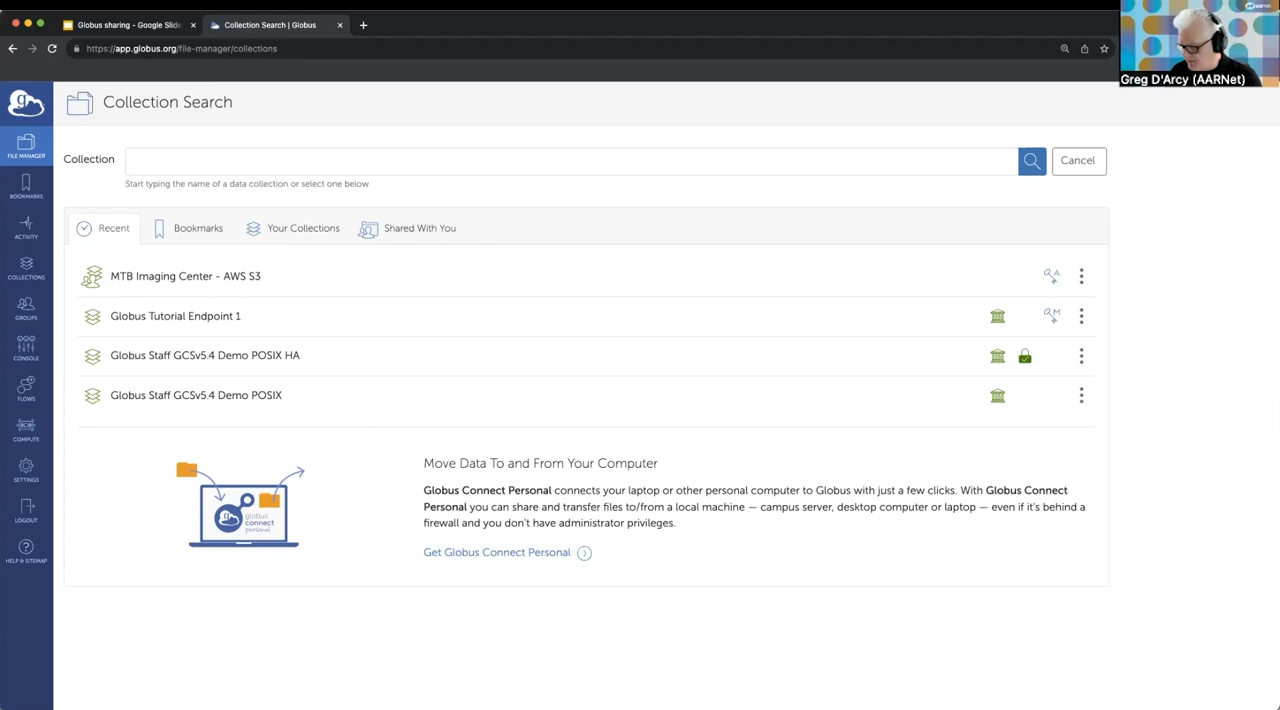 Globus sharing - Google Slide
Collection Search | Globus
https://app.globus.org/file-manager/collections
Greg D'Arcy (AARNet)
FILE MANAGER
BOOKMARKS
ACTIVITY
COLLECTIONS
GROUPS
CONSOLE
FLOWS
COMPUTE
SETTINGS
LOGOUT
HELP & SITEMAP
Collection Search
Collection
Cancel
Start typing the name of a data collection or select one below
Recent
Bookmarks
Your Collections
Shared With You
MTB Imaging Center - AWS S3
Globus Tutorial Endpoint 1
Globus Staff GCSv5.4 Demo POSIX HA
Globus Staff GCSv5.4 Demo POSIX
globus
connect
personal
Move Data To and From Your Computer
Globus Connect Personal connects your laptop or other personal computer to Globus with just a few clicks. With Globus Connect
Personal you can share and transfer files to/from a local machine — campus server, desktop computer or laptop — even if it's behind a
firewall and you don't have administrator privileges.
Get Globus Connect Personal